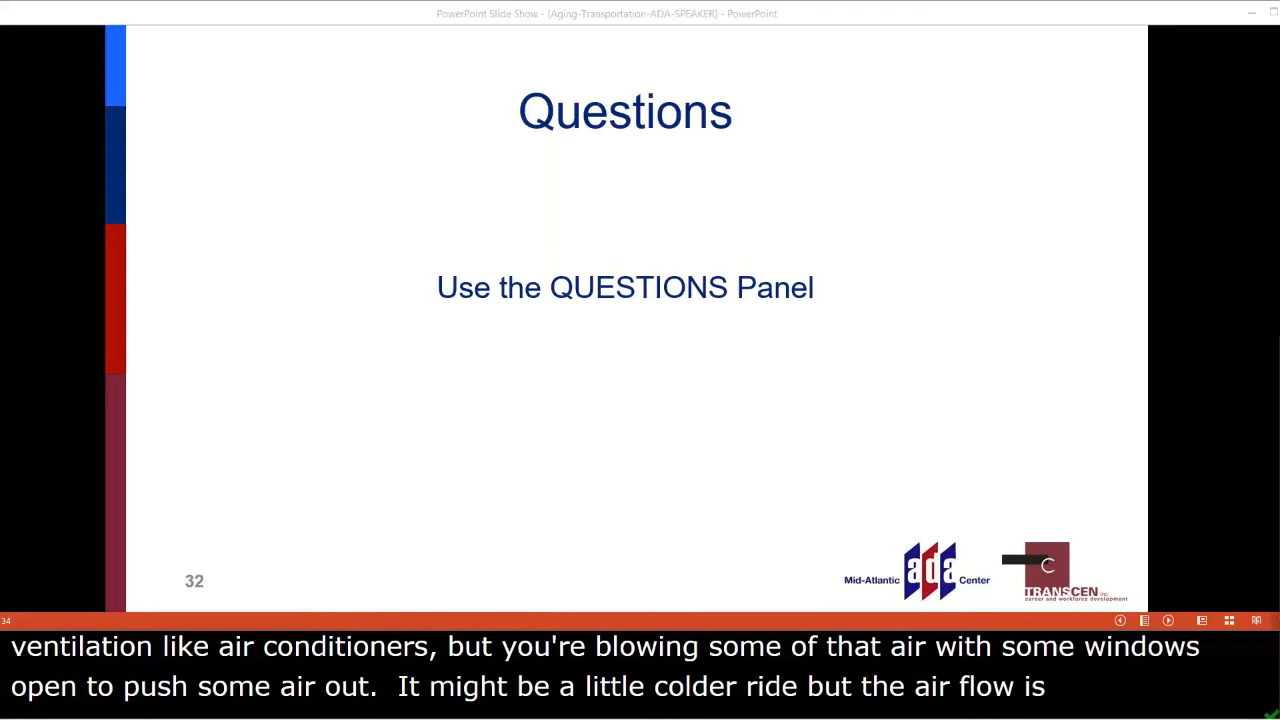 PowerPoint Slide Show - [Aging-Transportation-ADA-SPEAKER] - PowerPoint
Questions
Use the QUESTIONS Panel
32
Mid-Atlantic ada Center
C
TRANSCEN inc.
career and workforce development
34
ventilation like air conditioners, but you're blowing some of that air with some windows
open to push some air out.  It might be a little colder ride but the air flow is